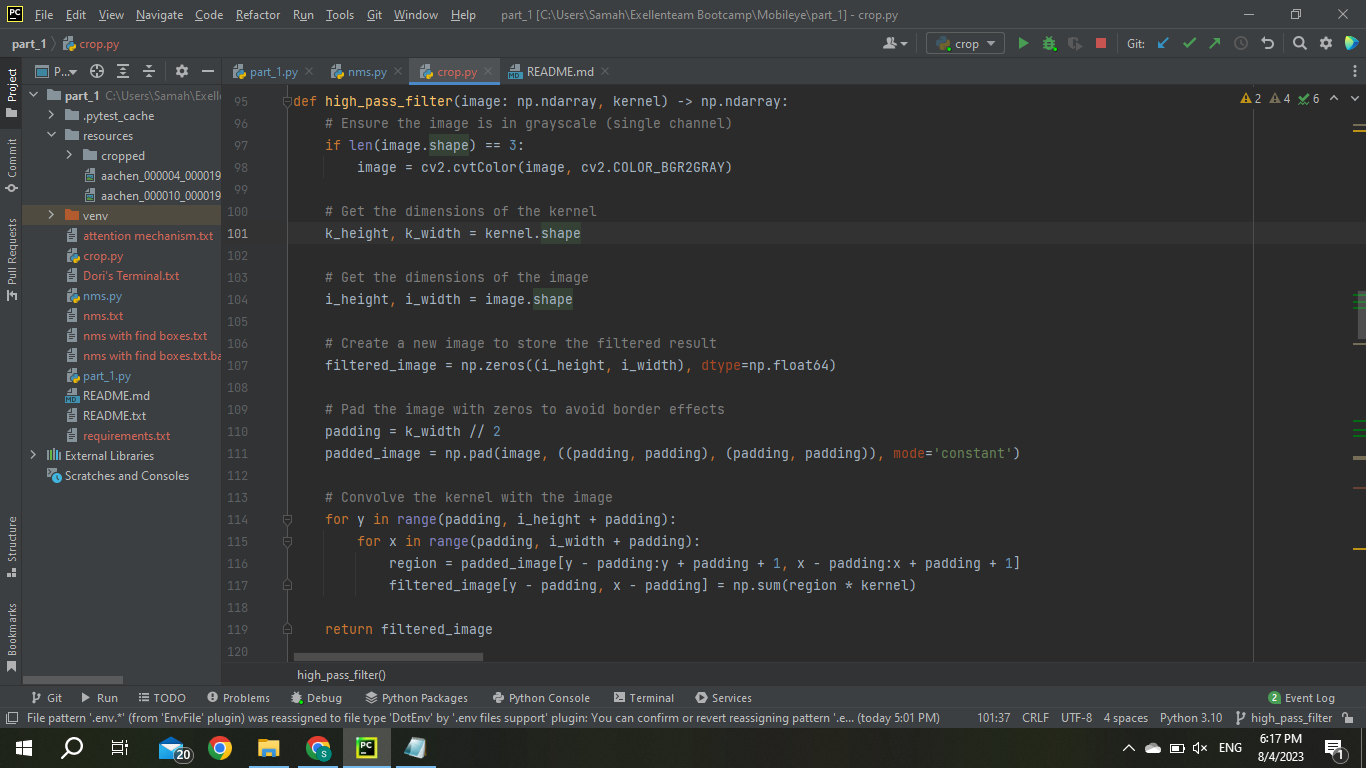 PC File Edit View Navigate Code Refactor Run Tools Git Window Help part_1 [C:\Users\Samah\Exellenteam Bootcamp\Mobileye\part_1] - crop.py
part_1 crop.py crop Git:
P... part_1.py nms.py crop.py README.md
Project
Commit
Pull Requests
Structure
Bookmarks
part_1 C:\Users\Samah\Exellen
.pytest_cache
resources
cropped
aachen_000004_000019
aachen_000010_000019
venv
attention mechanism.txt
crop.py
Dori's Terminal.txt
nms.py
nms.txt
nms with find boxes.txt
nms with find boxes.txt.ba
part_1.py
README.md
README.txt
requirements.txt
External Libraries
Scratches and Consoles
2 4 6
95 def high_pass_filter(image: np.ndarray, kernel) -> np.ndarray:
96 # Ensure the image is in grayscale (single channel)
97 if len(image.shape) == 3:
98 image = cv2.cvtColor(image, cv2.COLOR_BGR2GRAY)
99
100 # Get the dimensions of the kernel
101 k_height, k_width = kernel.shape
102
103 # Get the dimensions of the image
104 i_height, i_width = image.shape
105
106 # Create a new image to store the filtered result
107 filtered_image = np.zeros((i_height, i_width), dtype=np.float64)
108
109 # Pad the image with zeros to avoid border effects
110 padding = k_width // 2
111 padded_image = np.pad(image, ((padding, padding), (padding, padding)), mode='constant')
112
113 # Convolve the kernel with the image
114 for y in range(padding, i_height + padding):
115 for x in range(padding, i_width + padding):
116 region = padded_image[y - padding:y + padding + 1, x - padding:x + padding + 1]
117 filtered_image[y - padding, x - padding] = np.sum(region * kernel)
118
119 return filtered_image
120
high_pass_filter()
Git Run TODO Problems Debug Python Packages Python Console Terminal Services 2 Event Log
File pattern '.env.*' (from 'EnvFile' plugin) was reassigned to file type 'DotEnv' by '.env files support' plugin: You can confirm or revert reassigning pattern '.e... (today 5:01 PM) 101:37 CRLF UTF-8 4 spaces Python 3.10 high_pass_filter
20 S PC ENG 6:17 PM
8/4/2023 1